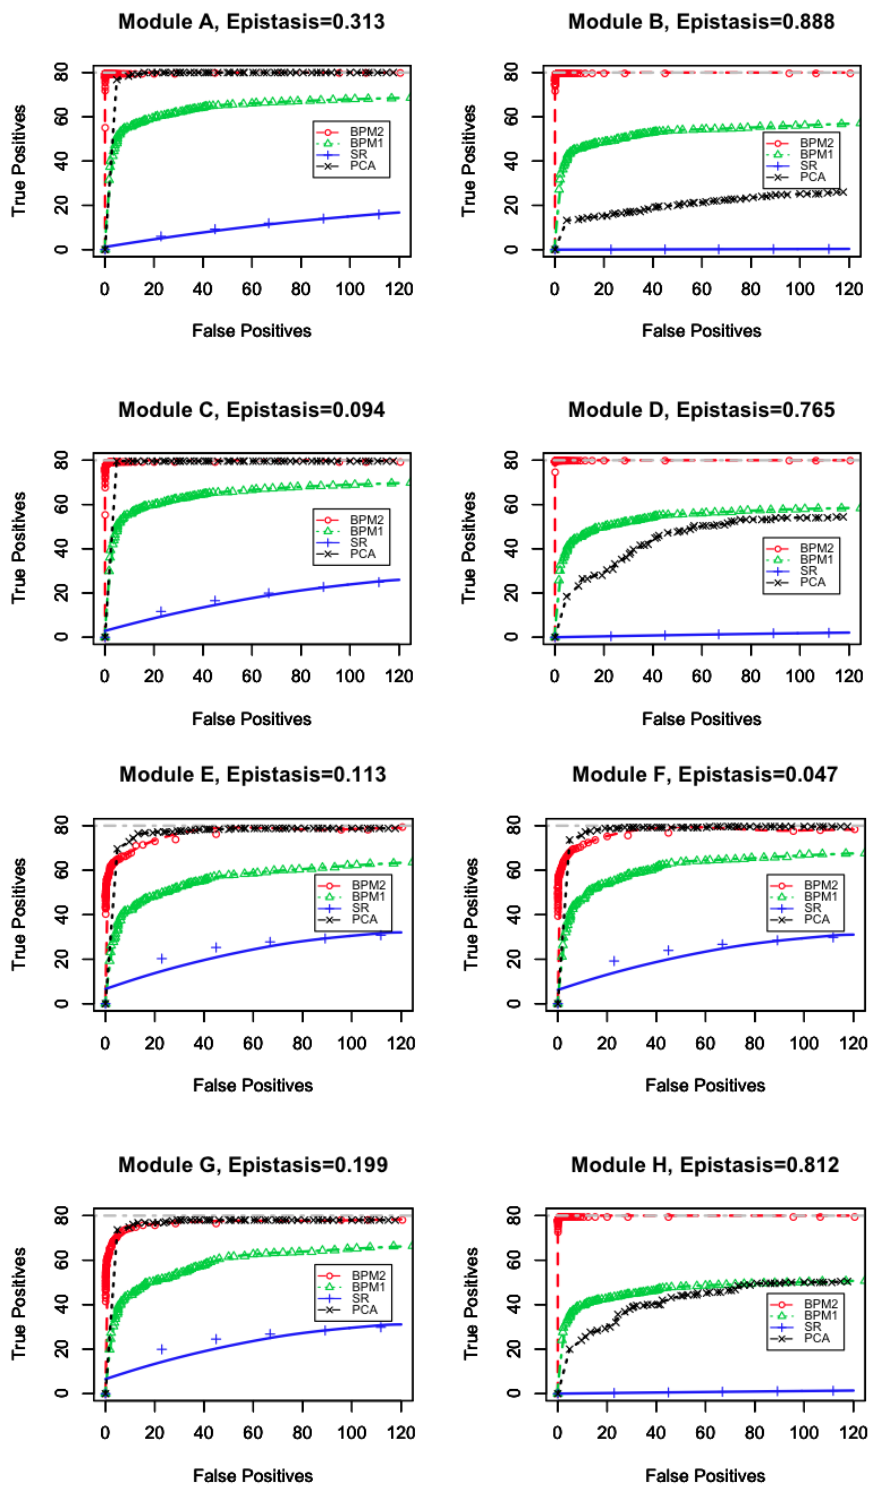 Module A, Epistasis=0.313
True Positives
80
60
40
20
0
BPM2
BPM1
SR
PCA
0 20 40 60 80 100 120
False Positives
Module B, Epistasis=0.888
True Positives
80
60
40
20
0
BPM2
BPM1
SR
PCA
0 20 40 60 80 100 120
False Positives
Module C, Epistasis=0.094
True Positives
80
60
40
20
0
BPM2
BPM1
SR
PCA
0 20 40 60 80 100 120
False Positives
Module D, Epistasis=0.765
True Positives
80
60
40
20
0
BPM2
BPM1
SR
PCA
0 20 40 60 80 100 120
False Positives
Module E, Epistasis=0.113
True Positives
80
60
40
20
0
BPM2
BPM1
SR
PCA
0 20 40 60 80 100 120
False Positives
Module F, Epistasis=0.047
True Positives
80
60
40
20
0
BPM2
BPM1
SR
PCA
0 20 40 60 80 100 120
False Positives
Module G, Epistasis=0.199
True Positives
80
60
40
20
0
BPM2
BPM1
SR
PCA
0 20 40 60 80 100 120
False Positives
Module H, Epistasis=0.812
True Positives
80
60
40
20
0
BPM2
BPM1
SR
PCA
0 20 40 60 80 100 120
False Positives